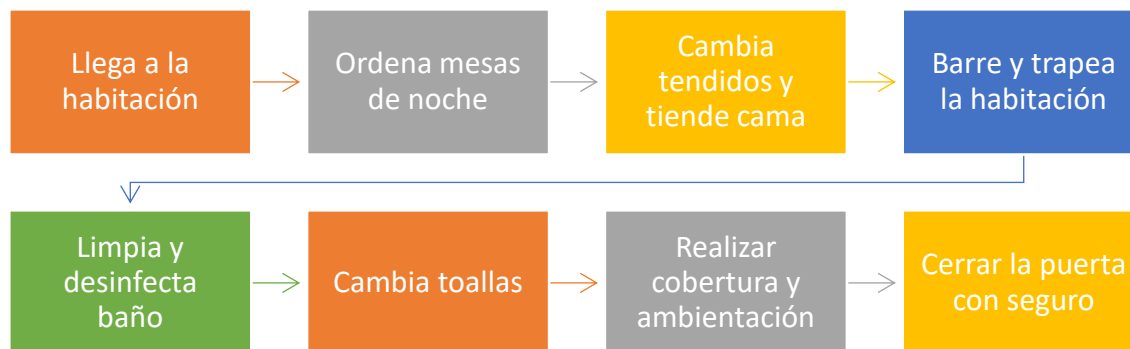 Llega a la
habitación
Ordena mesas
de noche
Cambia
tendidos y
tiende cama
Barre y trapea
la habitación
Limpia y
desinfecta
baño
Cambia toallas
Realizar
cobertura y
ambientación
Cerrar la puerta
con seguro